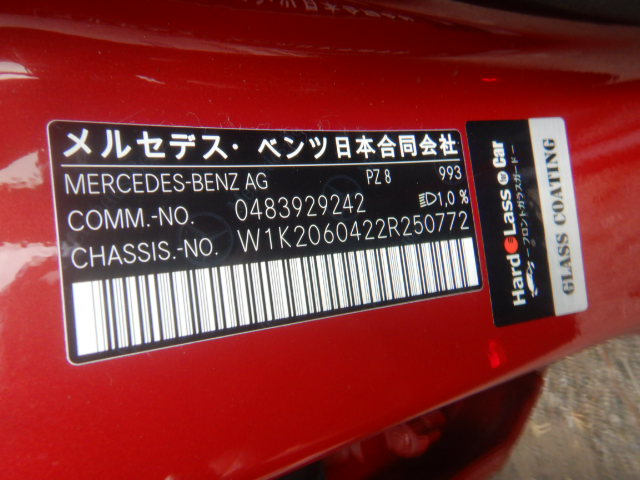 メルセデス・ベンツ日本合同会社
MERCEDES-BENZ AG PZ 8 993
COMM.-NO. 0483929242 1,0 %
CHASSIS.-NO. W1K2060422R250772
Hard Lass for Car
フロントガラスガード
GLASS COATING